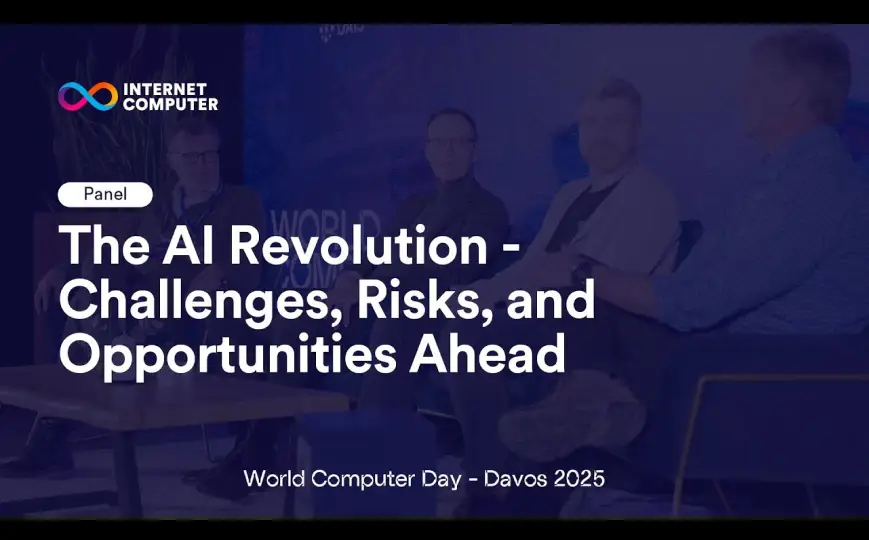 INTERNET
COMPUTER
Panel
The AI Revolution -
Challenges, Risks, and
Opportunities Ahead
World Computer Day - Davos 2025